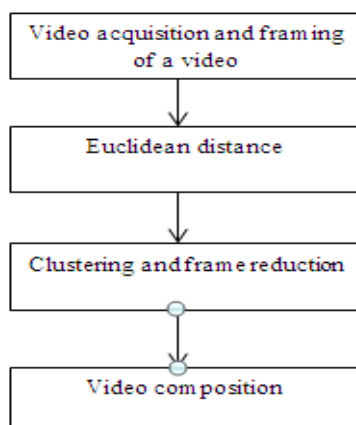 Video acquisition and framing
of a video
Euclidean distance
Clustering and frame reduction
Video composition